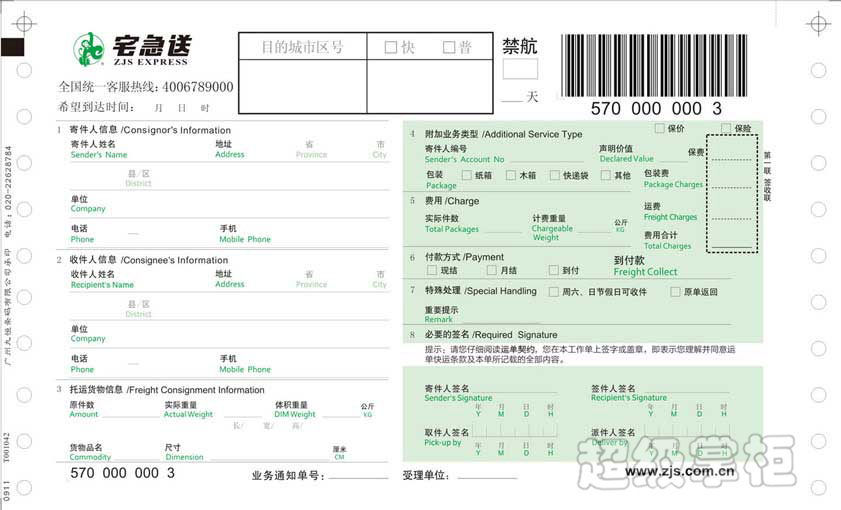 宅急送
ZJS EXPRESS
全国统一客服热线: 4006789000
希望到达时间: 月 日 时
目的城市区号 快 普
禁航
天
570 000 000 3
1 寄件人信息 /Consignor's Information
寄件人姓名 地址 省 市
Sender's Name Address Province City
县/区
District
单位
Company
电话 手机
Phone Mobile Phone
2 收件人信息 /Consignee's Information
收件人姓名 地址 省 市
Recipient's Name Address Province City
县/区
District
单位
Company
电话 手机
Phone Mobile Phone
3 托运货物信息 /Freight Consignment Information
原件数 实际重量 体积重量 公斤
Amount Actual Weight DIM Weight KG
长/ 宽/ 高/
货物品名 尺寸 厘米
Commodity Dimension CM
570 000 000 3
业务通知单号:
受理单位:
4 附加业务类型 /Additional Service Type 保价 保险
寄件人编号 声明价值 保费
Sender's Account No Declared Value
包装 纸箱 木箱 快递袋 其他 包装费
Package Package Charges
5 费用 /Charge
运费
Freight Charges
实际件数 计费重量 公斤
Total Packages Chargeable Weight KG
费用合计
Total Charges
6 付款方式 /Payment 到付款
现结 月结 到付 Freight Collect
7 特殊处理 /Special Handling 周六、日节假日可收件 原单返回
重要提示
Remark
8 必要的签名 /Required Signature
提示: 请您仔细阅读运单契约，您在本工作单上签字或盖章，即表示您理解并同意运
单快运条款及本单所记载的全部内容。
寄件人签名 签件人签名
Sender's Signature Recipient's Signature
年 月 日 时 年 月 日 时
Y M D H Y M D H
取件人签名 派件人签名
Pick-up by Deliver by
年 月 日 时 年 月 日 时
Y M D H Y M D H
www.zjs.com.cn
超级掌柜
第一联 签收联
广州九恒条码有限公司承印 电话: 020-22628784
0911 T001042